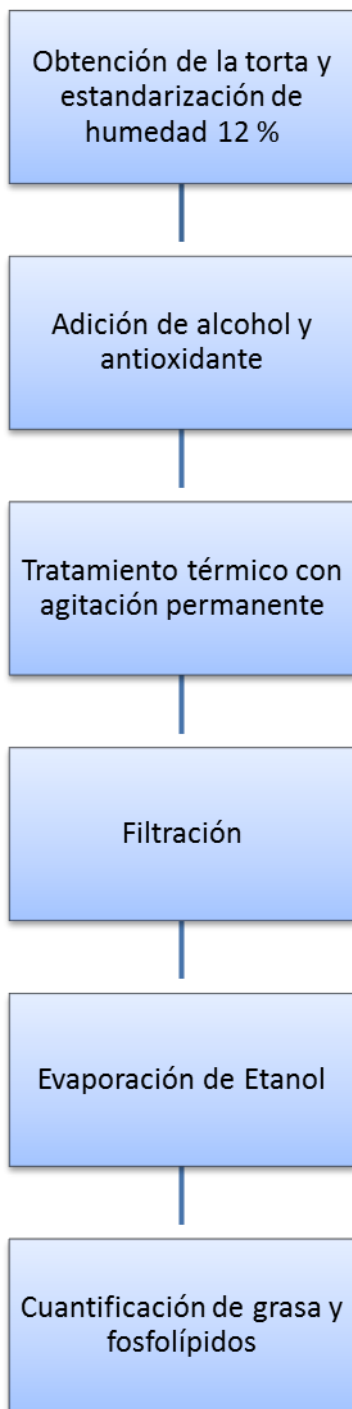 Obtención de la torta y
estandarización de
humedad 12 %
Adición de alcohol y
antioxidante
Tratamiento térmico con
agitación permanente
Filtración
Evaporación de Etanol
Cuantificación de grasa y
fosfolípidos